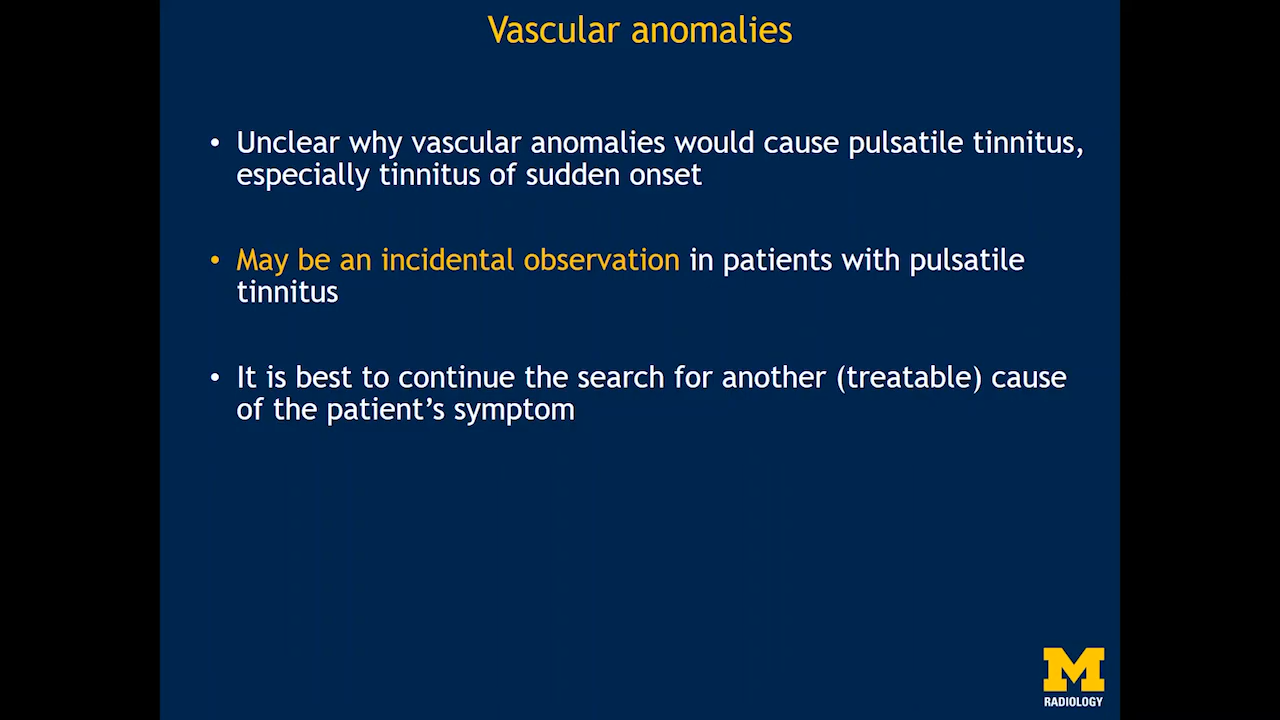 Vascular anomalies
• Unclear why vascular anomalies would cause pulsatile tinnitus,
especially tinnitus of sudden onset
• May be an incidental observation in patients with pulsatile
tinnitus
• It is best to continue the search for another (treatable) cause
of the patient’s symptom
M
RADIOLOGY